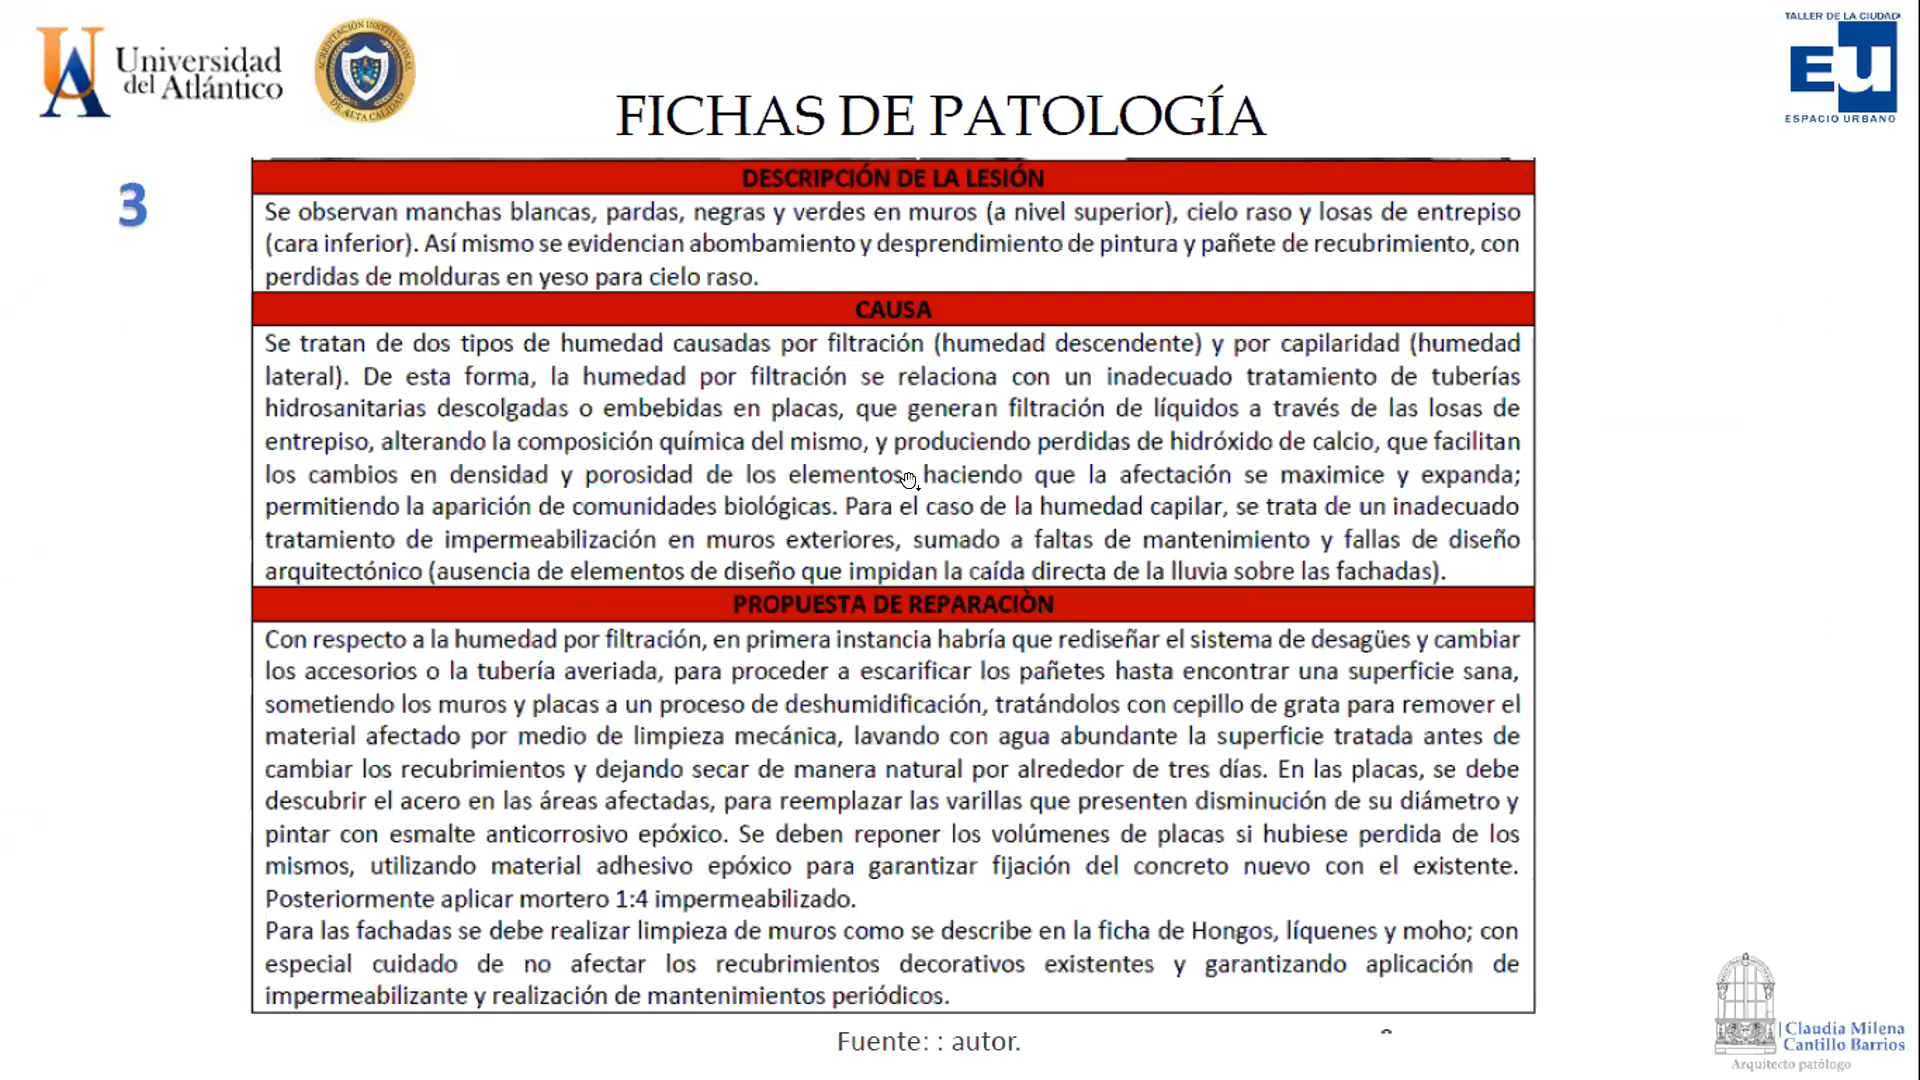 Universidad
del Atlántico
ACREDITACIÓN INSTITUCIONAL
DE ALTA CALIDAD
TALLER DE LA CIUDAD
EU
ESPACIO URBANO
FICHAS DE PATOLOGÍA
3
DESCRIPCIÓN DE LA LESIÓN
Se observan manchas blancas, pardas, negras y verdes en muros (a nivel superior), cielo raso y losas de entrepiso
(cara inferior). Así mismo se evidencian abombamiento y desprendimiento de pintura y pañete de recubrimiento, con
perdidas de molduras en yeso para cielo raso.
CAUSA
Se tratan de dos tipos de humedad causadas por filtración (humedad descendente) y por capilaridad (humedad
lateral). De esta forma, la humedad por filtración se relaciona con un inadecuado tratamiento de tuberías
hidrosanitarias descolgadas o embebidas en placas, que generan filtración de líquidos a través de las losas de
entrepiso, alterando la composición química del mismo, y produciendo perdidas de hidróxido de calcio, que facilitan
los cambios en densidad y porosidad de los elementos, haciendo que la afectación se maximice y expanda;
permitiendo la aparición de comunidades biológicas. Para el caso de la humedad capilar, se trata de un inadecuado
tratamiento de impermeabilización en muros exteriores, sumado a faltas de mantenimiento y fallas de diseño
arquitectónico (ausencia de elementos de diseño que impidan la caída directa de la lluvia sobre las fachadas).
PROPUESTA DE REPARACIÒN
Con respecto a la humedad por filtración, en primera instancia habría que rediseñar el sistema de desagües y cambiar
los accesorios o la tubería averiada, para proceder a escarificar los pañetes hasta encontrar una superficie sana,
sometiendo los muros y placas a un proceso de deshumidificación, tratándolos con cepillo de grata para remover el
material afectado por medio de limpieza mecánica, lavando con agua abundante la superficie tratada antes de
cambiar los recubrimientos y dejando secar de manera natural por alrededor de tres días. En las placas, se debe
descubrir el acero en las áreas afectadas, para reemplazar las varillas que presenten disminución de su diámetro y
pintar con esmalte anticorrosivo epóxico. Se deben reponer los volúmenes de placas si hubiese perdida de los
mismos, utilizando material adhesivo epóxico para garantizar fijación del concreto nuevo con el existente.
Posteriormente aplicar mortero 1:4 impermeabilizado.
Para las fachadas se debe realizar limpieza de muros como se describe en la ficha de Hongos, líquenes y moho; con
especial cuidado de no afectar los recubrimientos decorativos existentes y garantizando aplicación de
impermeabilizante y realización de mantenimientos periódicos.
Fuente: : autor.
Claudia Milena
Cantillo Barrios
Arquitecto patólogo